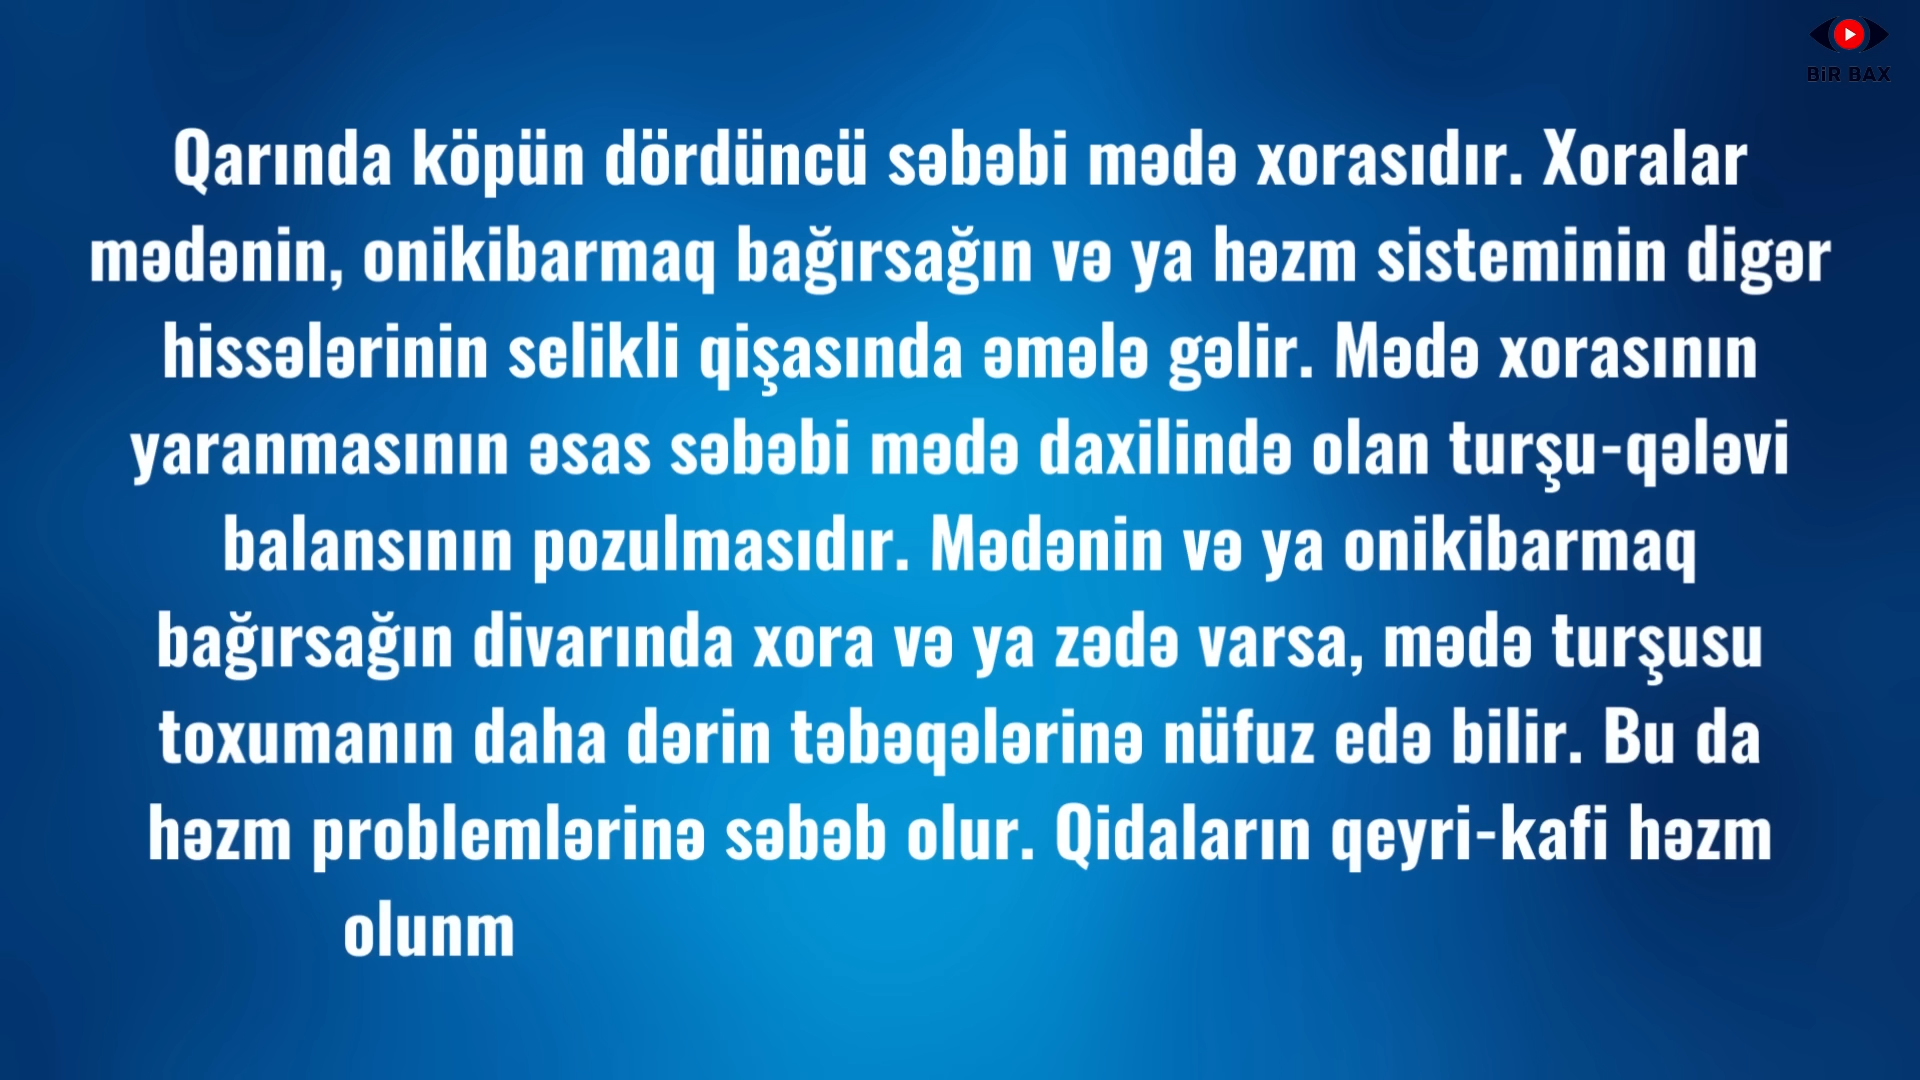 BiR BAX
Qarında köpün dördüncü səbəbi mədə xorasıdır. Xoralar
mədənin, onikibarmaq bağırsağın və ya həzm sisteminin digər
hissələrinin selikli qişasında əmələ gəlir. Mədə xorasının
yaranmasının əsas səbəbi mədə daxilində olan turşu-qələvi
balansının pozulmasıdır. Mədənin və ya onikibarmaq
bağırsağın divarında xora və ya zədə varsa, mədə turşusu
toxumanın daha dərin təbəqələrinə nüfuz edə bilir. Bu da
həzm problemlərinə səbəb olur. Qidaların qeyri-kafi həzm
olunm